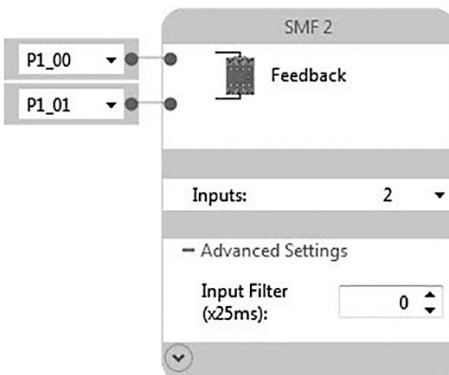 SMF 2
P1_00
Feedback
P1_01
Inputs: 2
Advanced Settings
Input Filter
(x25ms): 0